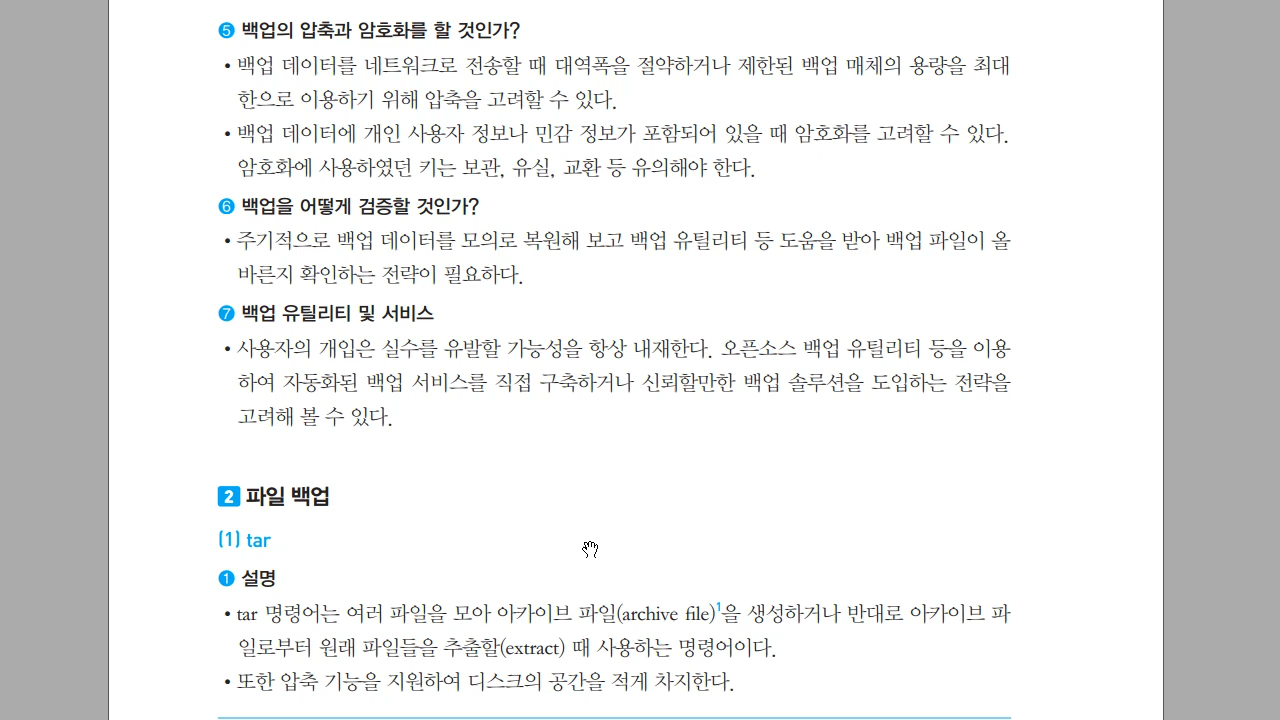 ❺ 백업의 압축과 암호화를 할 것인가?
• 백업 데이터를 네트워크로 전송할 때 대역폭을 절약하거나 제한된 백업 매체의 용량을 최대
한으로 이용하기 위해 압축을 고려할 수 있다.
• 백업 데이터에 개인 사용자 정보나 민감 정보가 포함되어 있을 때 암호화를 고려할 수 있다.
암호화에 사용하였던 키는 보관, 유실, 교환 등 유의해야 한다.
❻ 백업을 어떻게 검증할 것인가?
• 주기적으로 백업 데이터를 모의로 복원해 보고 백업 유틸리티 등 도움을 받아 백업 파일이 올
바른지 확인하는 전략이 필요하다.
❼ 백업 유틸리티 및 서비스
• 사용자의 개입은 실수를 유발할 가능성을 항상 내재한다. 오픈소스 백업 유틸리티 등을 이용
하여 자동화된 백업 서비스를 직접 구축하거나 신뢰할만한 백업 솔루션을 도입하는 전략을
고려해 볼 수 있다.
2 파일 백업
(1) tar
❶ 설명
• tar 명령어는 여러 파일을 모아 아카이브 파일(archive file)¹을 생성하거나 반대로 아카이브 파
일로부터 원래 파일들을 추출할(extract) 때 사용하는 명령어이다.
• 또한 압축 기능을 지원하여 디스크의 공간을 적게 차지한다.